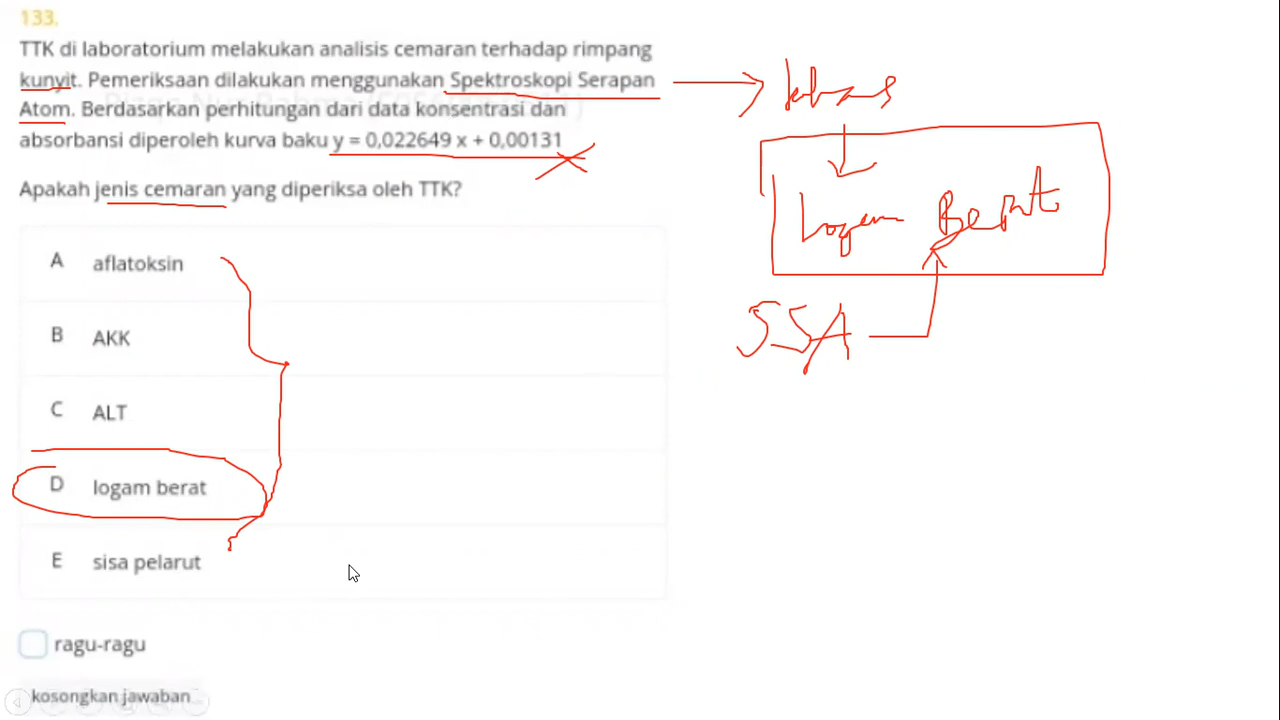 133.
TTK di laboratorium melakukan analisis cemaran terhadap rimpang
kunyit. Pemeriksaan dilakukan menggunakan Spektroskopi Serapan
Atom. Berdasarkan perhitungan dari data konsentrasi dan
absorbansi diperoleh kurva baku y = 0,022649 x + 0,00131
Apakah jenis cemaran yang diperiksa oleh TTK?
A aflatoksin
B AKK
C ALT
D logam berat
E sisa pelarut
ragu-ragu
kosongkan jawaban
Logam Berat
SSA